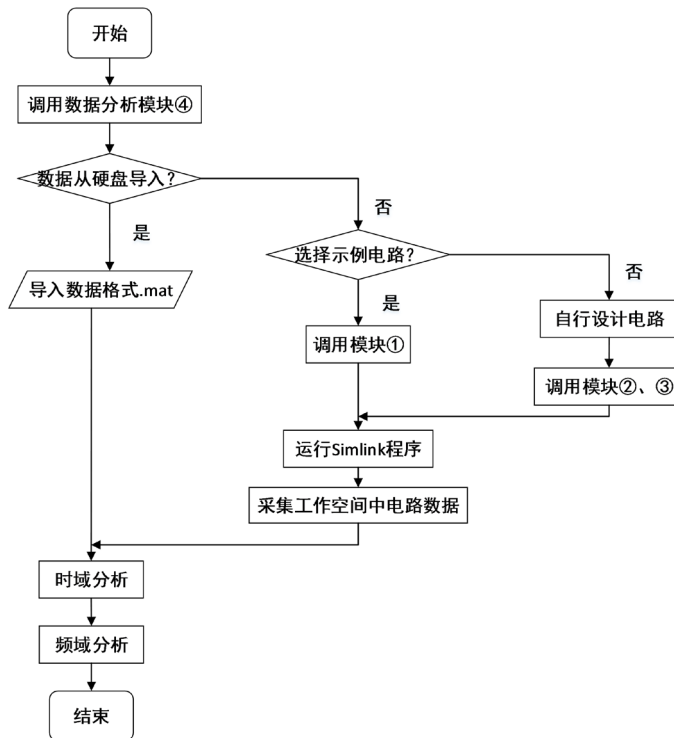 开始
调用数据分析模块④
数据从硬盘导入?
否
是
选择示例电路?
否
导入数据格式.mat
是
自行设计电路
调用模块①
调用模块②、③
运行Simlink程序
采集工作空间中电路数据
时域分析
频域分析
结束